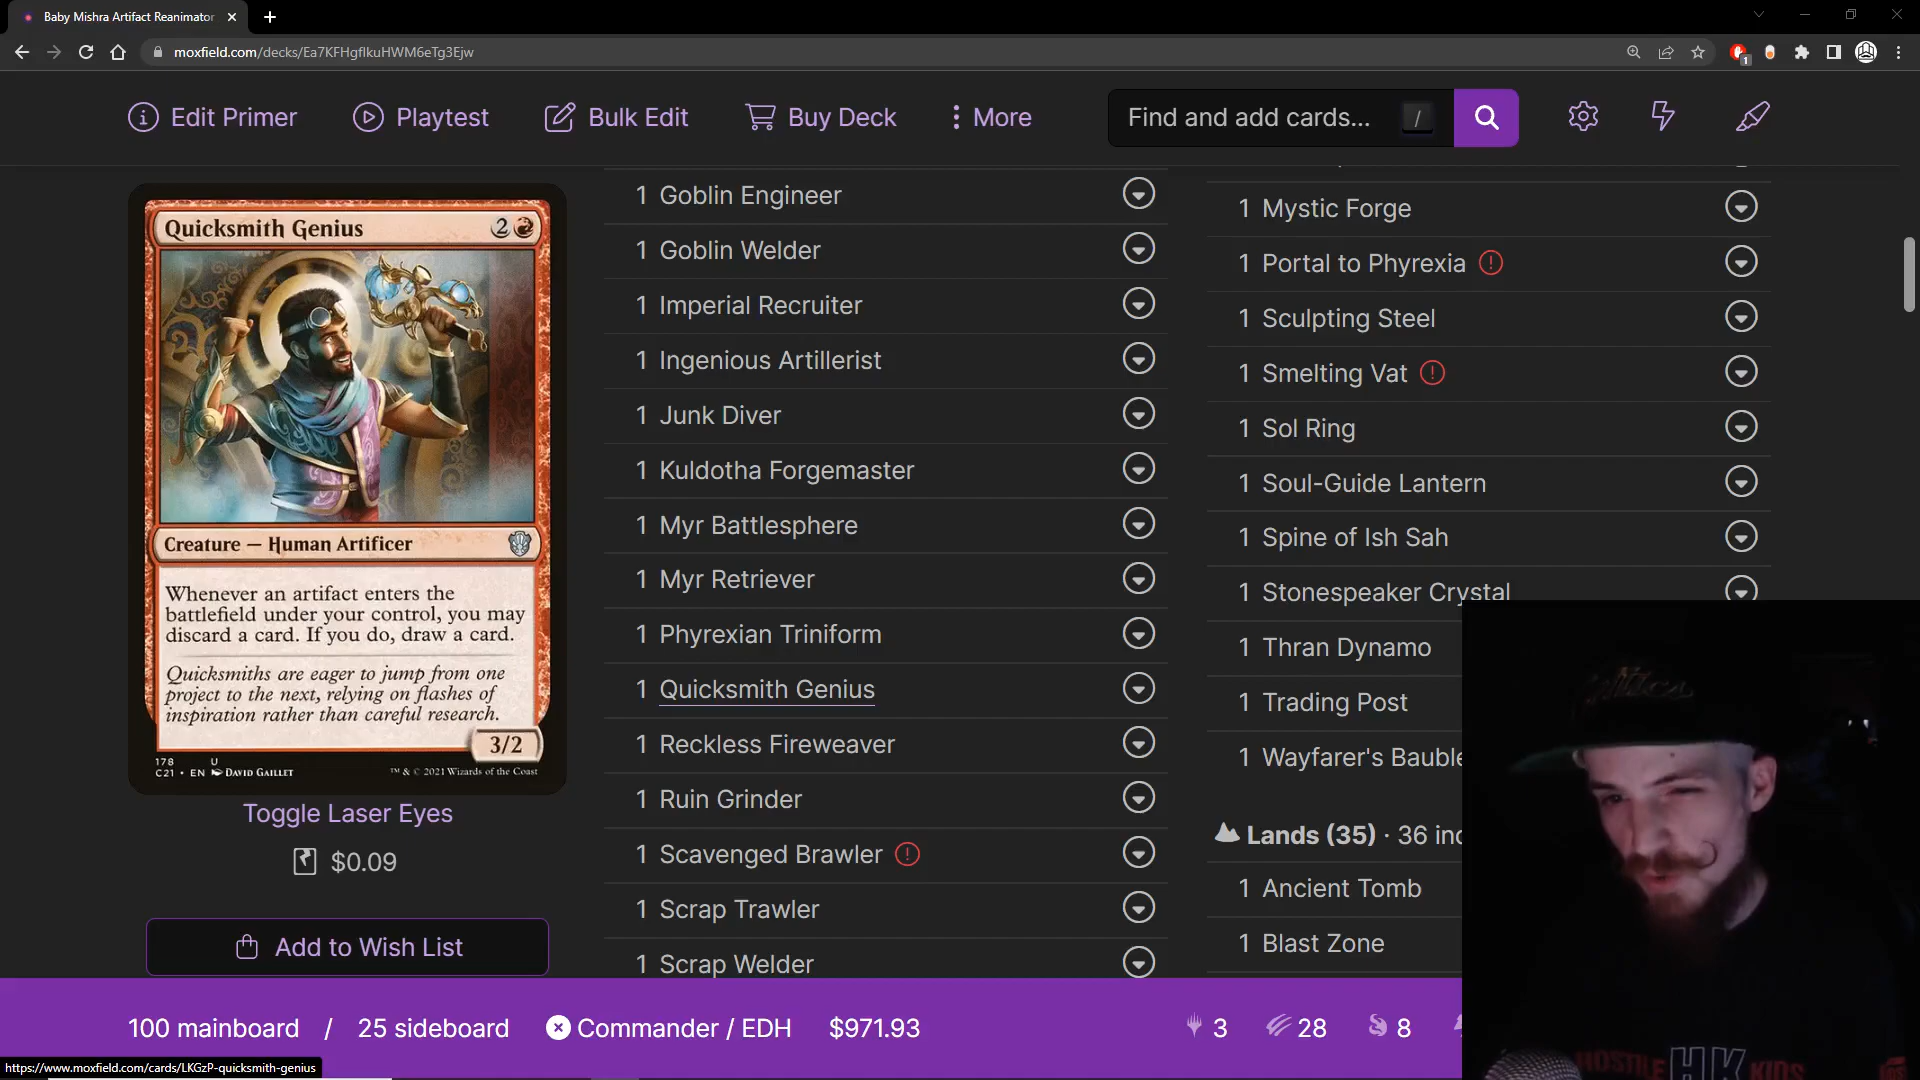 Baby Mishra Artifact Reanimator
moxfield.com/decks/Ea7KFHgflkuHWM6eTg3Ejw
1
Edit Primer
Playtest
Bulk Edit
Buy Deck
More
Find and add cards...
/
Quicksmith Genius
2
Creature — Human Artificer
Whenever an artifact enters the
battlefield under your control, you may
discard a card. If you do, draw a card.
Quicksmiths are eager to jump from one
project to the next, relying on flashes of
inspiration rather than careful research.
3/2
178 U
C21 • EN DAVID GAILLET
™ & © 2021 Wizards of the Coast
Toggle Laser Eyes
$0.09
Add to Wish List
1 Goblin Engineer
1 Goblin Welder
1 Imperial Recruiter
1 Ingenious Artillerist
1 Junk Diver
1 Kuldotha Forgemaster
1 Myr Battlesphere
1 Myr Retriever
1 Phyrexian Triniform
1 Quicksmith Genius
1 Reckless Fireweaver
1 Ruin Grinder
1 Scavenged Brawler
1 Scrap Trawler
1 Scrap Welder
1 Mystic Forge
1 Portal to Phyrexia
1 Sculpting Steel
1 Smelting Vat
1 Sol Ring
1 Soul-Guide Lantern
1 Spine of Ish Sah
1 Stonespeaker Crystal
1 Thran Dynamo
1 Trading Post
1 Wayfarer's Bauble
Lands (35) · 36 inc
1 Ancient Tomb
1 Blast Zone
HOSTILE HK KIDS
100 mainboard / 25 sideboard
Commander / EDH
$971.93
3
28
8
https://www.moxfield.com/cards/LKGzP-quicksmith-genius